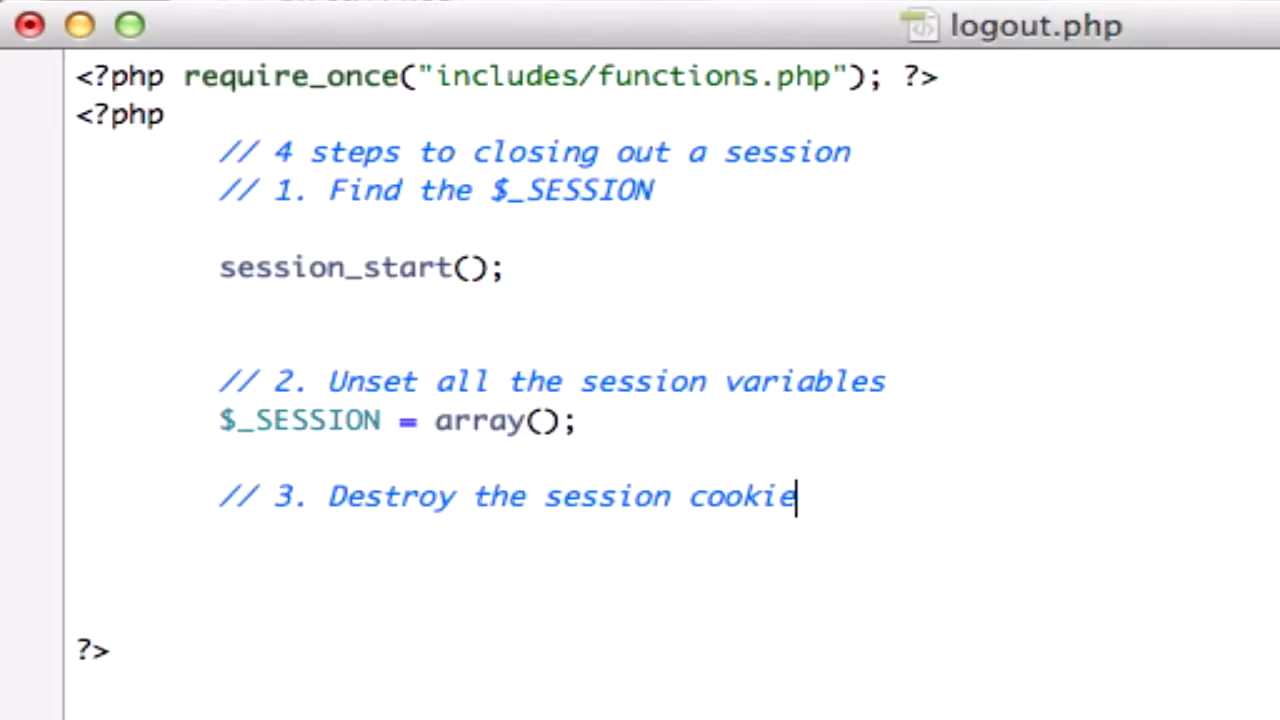 logout.php
<?php require_once("includes/functions.php"); ?>
<?php
// 4 steps to closing out a session
// 1. Find the $_SESSION
session_start();
// 2. Unset all the session variables
$_SESSION = array();
// 3. Destroy the session cookie
?>